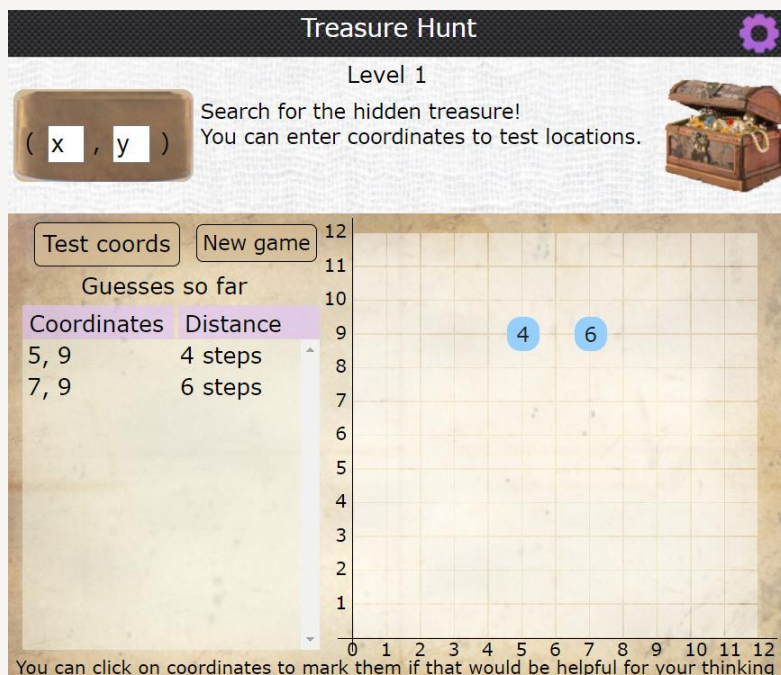 Treasure Hunt
Level 1
( x , y )
Search for the hidden treasure!
You can enter coordinates to test locations.
Test coords
New game
Guesses so far
Coordinates Distance
5, 9 4 steps
7, 9 6 steps
12
11
10
9
8
7
6
5
4
3
2
1
4 6
0 1 2 3 4 5 6 7 8 9 10 11 12
You can click on coordinates to mark them if that would be helpful for your thinking